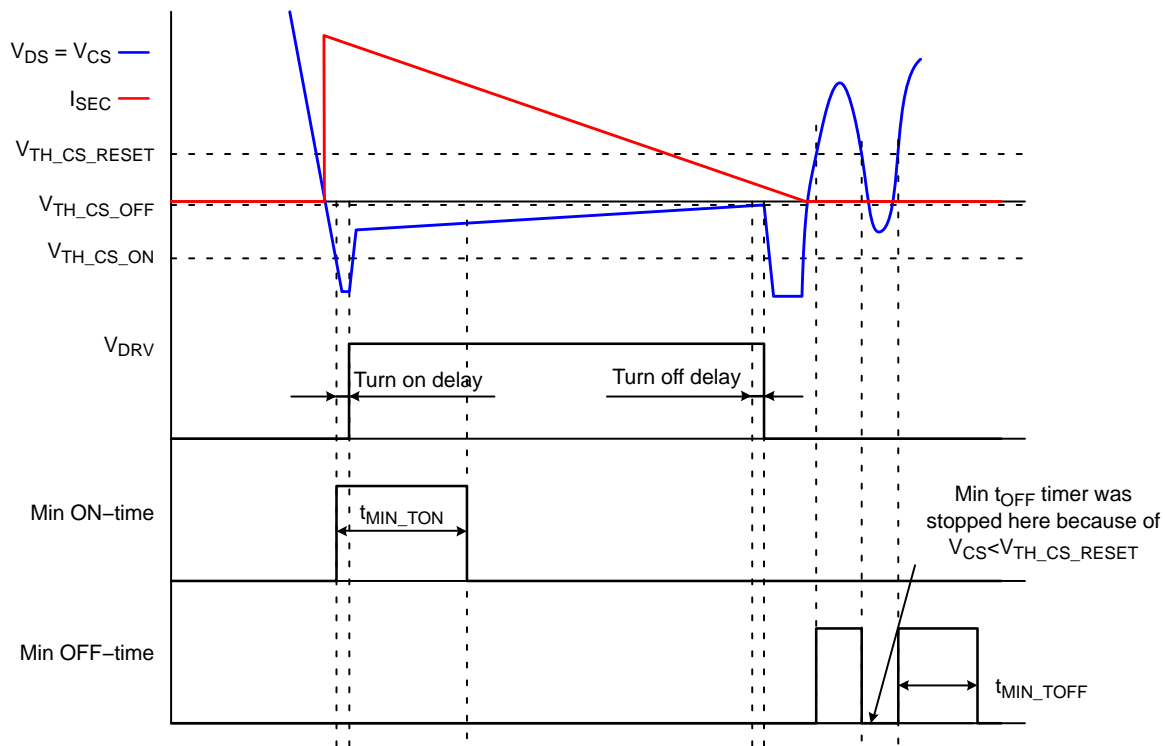 VDS = VCS
ISEC
VTH_CS_RESET
VTH_CS_OFF
VTH_CS_ON
VDRV
Turn on delay
Turn off delay
Min ON−time
tMIN_TON
Min tOFF timer was
stopped here because of
VCS<VTH_CS_RESET
Min OFF−time
tMIN_TOFF